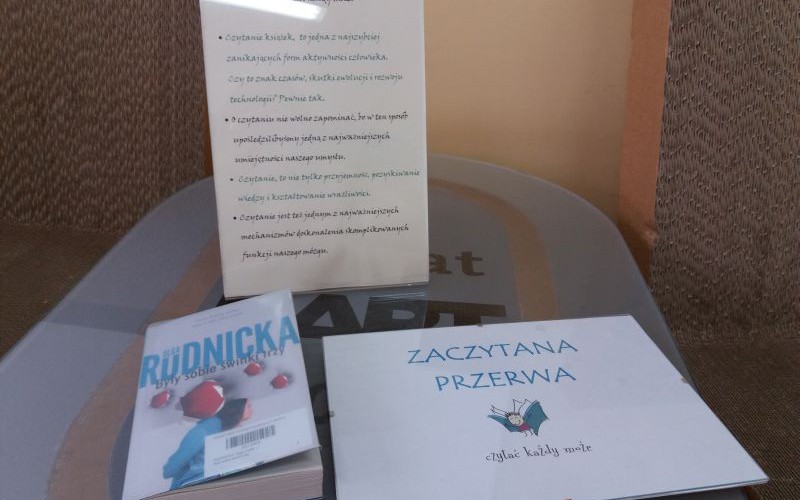 • Czytanie książek, to jedna z najszybciej
zanikających form aktywności człowieka.
Czy to znak czasów, skutki ewolucji i rozwoju
technologii? Pewnie tak.
• O czytaniu nie wolno zapominać, bo w ten sposób
upośledzilibyśmy jedną z najważniejszych
umiejętności naszego umysłu.
• Czytanie, to nie tylko przyjemność, pozyskiwanie
wiedzy i kształtowanie wrażliwości.
• Czytanie jest też jednym z najważniejszych
mechanizmów doskonalenia skomplikowanych
funkcji naszego mózgu.
at
ART
OLGA
RUDNICKA
Były sobie świnki trzy
ZACZYTANA
PRZERWA
czytać każdy może